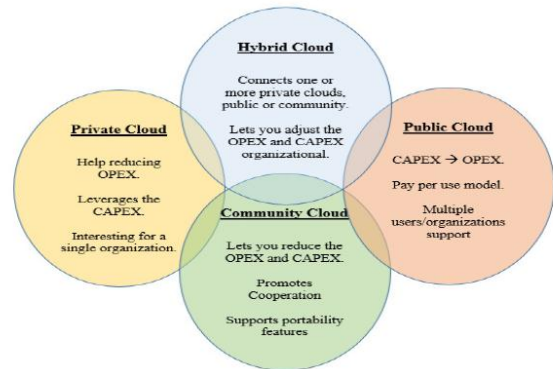 Hybrid Cloud
Connects one or
more private clouds,
public or community.
Lets you adjust the
OPEX and CAPEX
organizational.
Private Cloud
Help reducing
OPEX.
Leverages the
CAPEX.
Interesting for a
single organization.
Public Cloud
CAPEX → OPEX.
Pay per use model.
Multiple
users/organizations
support
Community Cloud
Lets you reduce the
OPEX and CAPEX.
Promotes
Cooperation
Supports portability
features